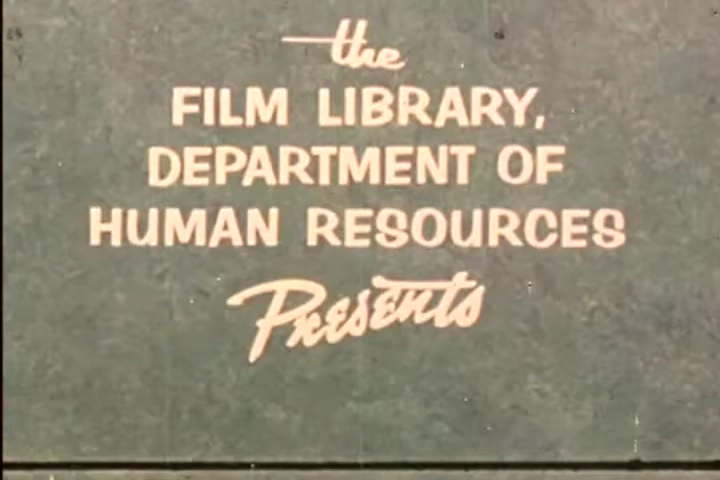 the
FILM LIBRARY,
DEPARTMENT OF
HUMAN RESOURCES
Presents